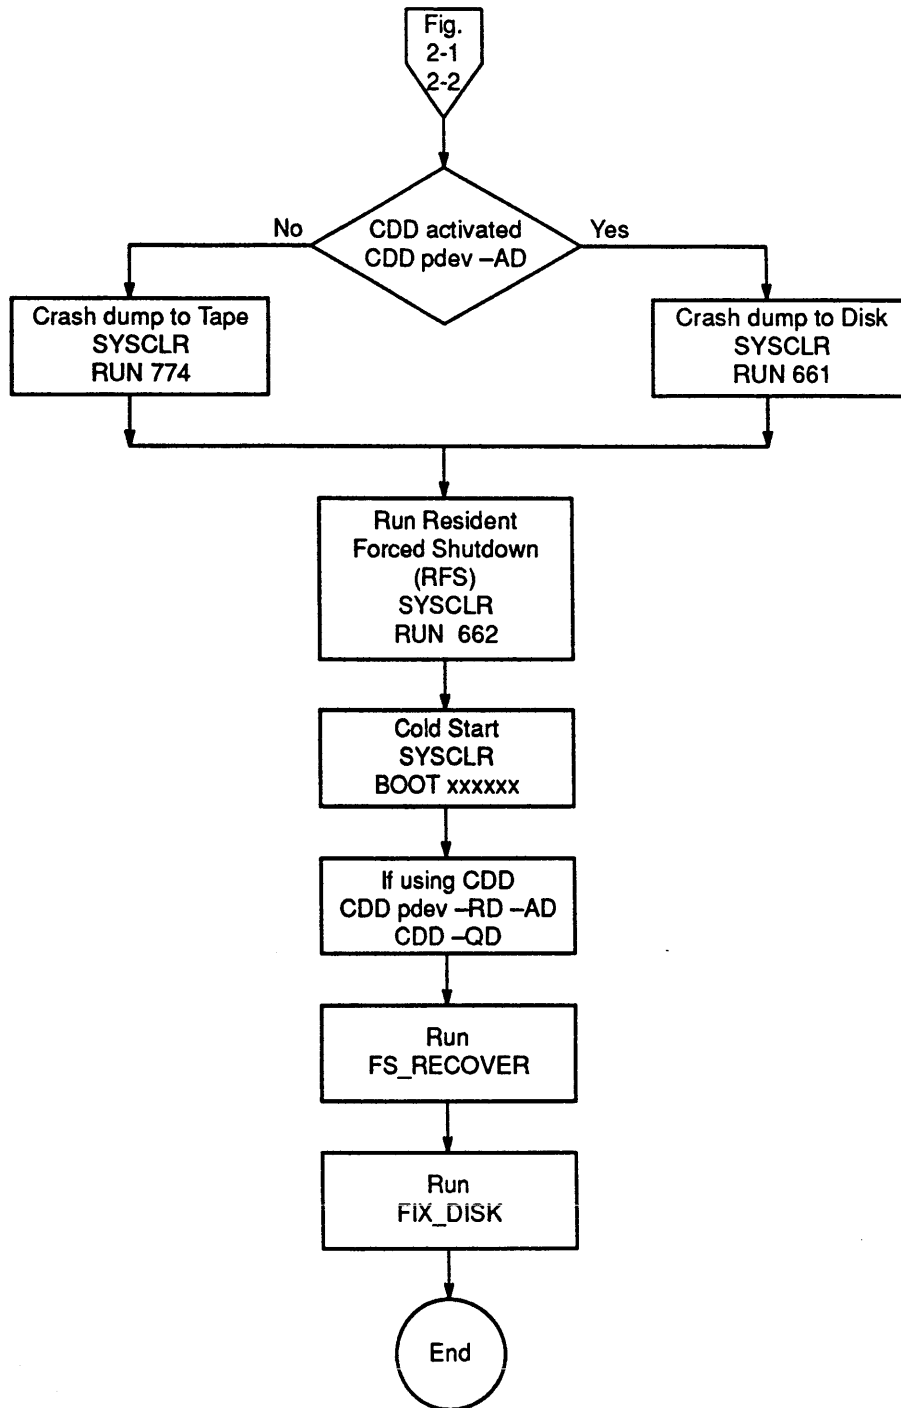 Fig.
2-1
2-2
CDD activated
CDD pdev –AD
No
Yes
Crash dump to Tape
SYSCLR
RUN 774
Crash dump to Disk
SYSCLR
RUN 661
Run Resident
Forced Shutdown
(RFS)
SYSCLR
RUN 662
Cold Start
SYSCLR
BOOT xxxxxx
If using CDD
CDD pdev –RD –AD
CDD –QD
Run
FS_RECOVER
Run
FIX_DISK
End